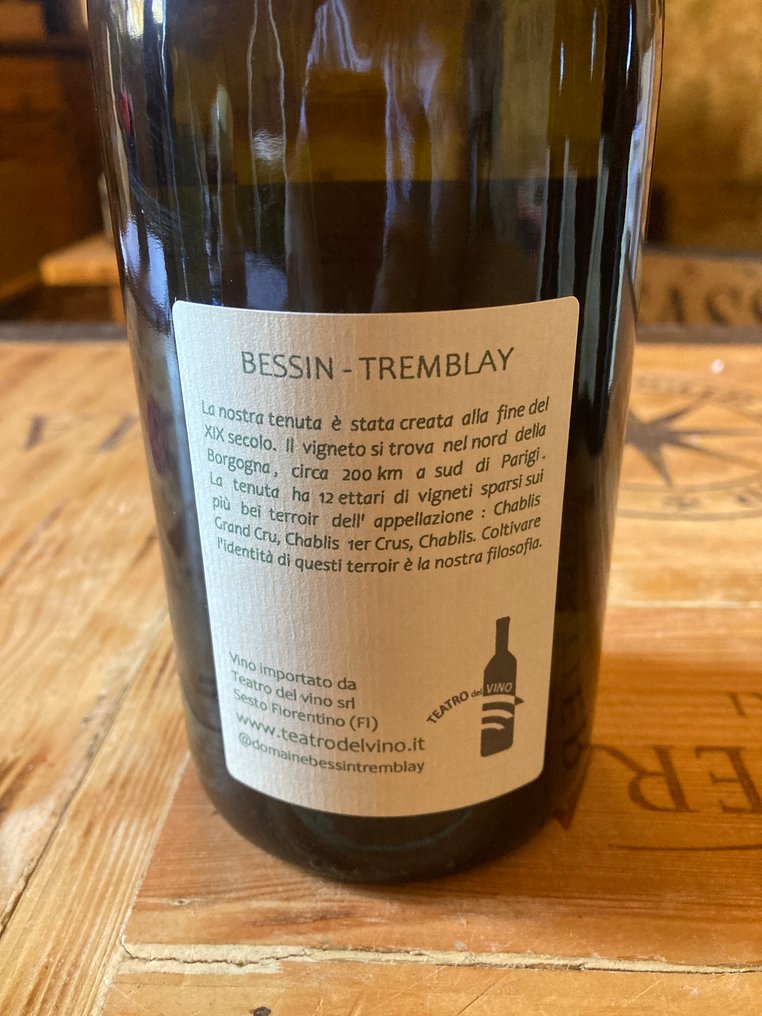 BESSIN - TREMBLAY
La nostra tenuta è stata creata alla fine del
XIX secolo. Il vigneto si trova nel nord della
Borgogna, circa 200 km a sud di Parigi.
La tenuta ha 12 ettari di vigneti sparsi sui
più bei terroir dell' appellazione : Chablis
Grand Cru, Chablis 1er Crus, Chablis. Coltivare
l'identità di questi terroir è la nostra filosofia.
Vino importato da
Teatro del vino srl
Sesto Fiorentino (FI)
www.teatrodelvino.it
@domainebessintremblay
TEATRO del VINO